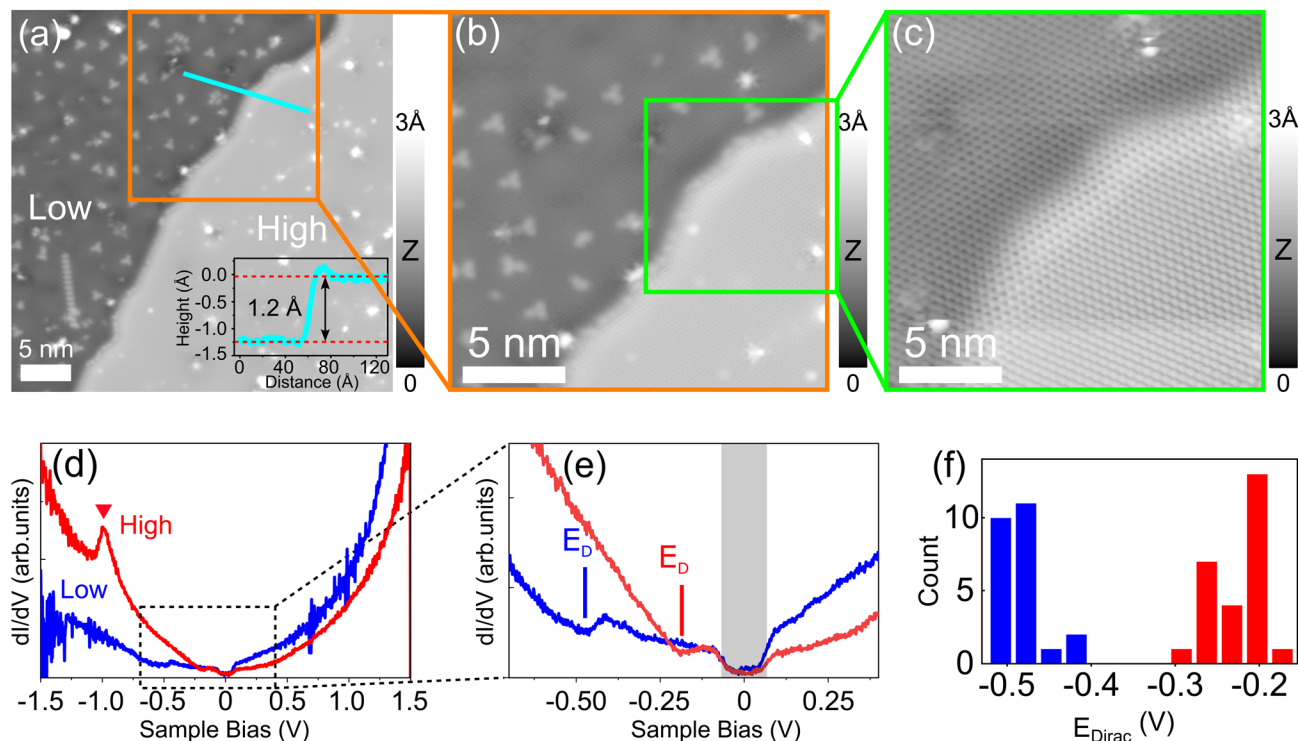 (a)
Low
High
5 nm
0.0
-0.5
-1.0
-1.5
Height (Å)
1.2 Å
0
40
80
120
Distance (Å)
3Å
Z
0
(b)
5 nm
3Å
Z
0
(c)
5 nm
(d)
High
Low
dI/dV (arb.units)
-1.5 -1.0 -0.5 0 0.5 1.0 1.5
Sample Bias (V)
(e)
E_D
E_D
dI/dV (arb.units)
-0.50 -0.25 0.00 0.25
Sample Bias (V)
(f)
10
5
0
Count
-0.5 -0.4 -0.3 -0.2
E_Dirac (V)